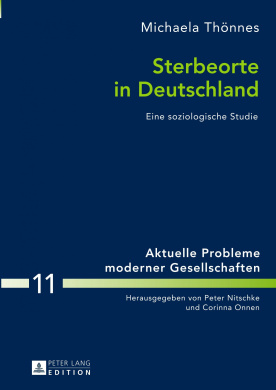 Michaela Thönnes
Sterbeorte
in Deutschland
Eine soziologische Studie
Aktuelle Probleme
moderner Gesellschaften
11
Herausgegeben von Peter Nitschke
und Corinna Onnen
PETER LANG
EDITION